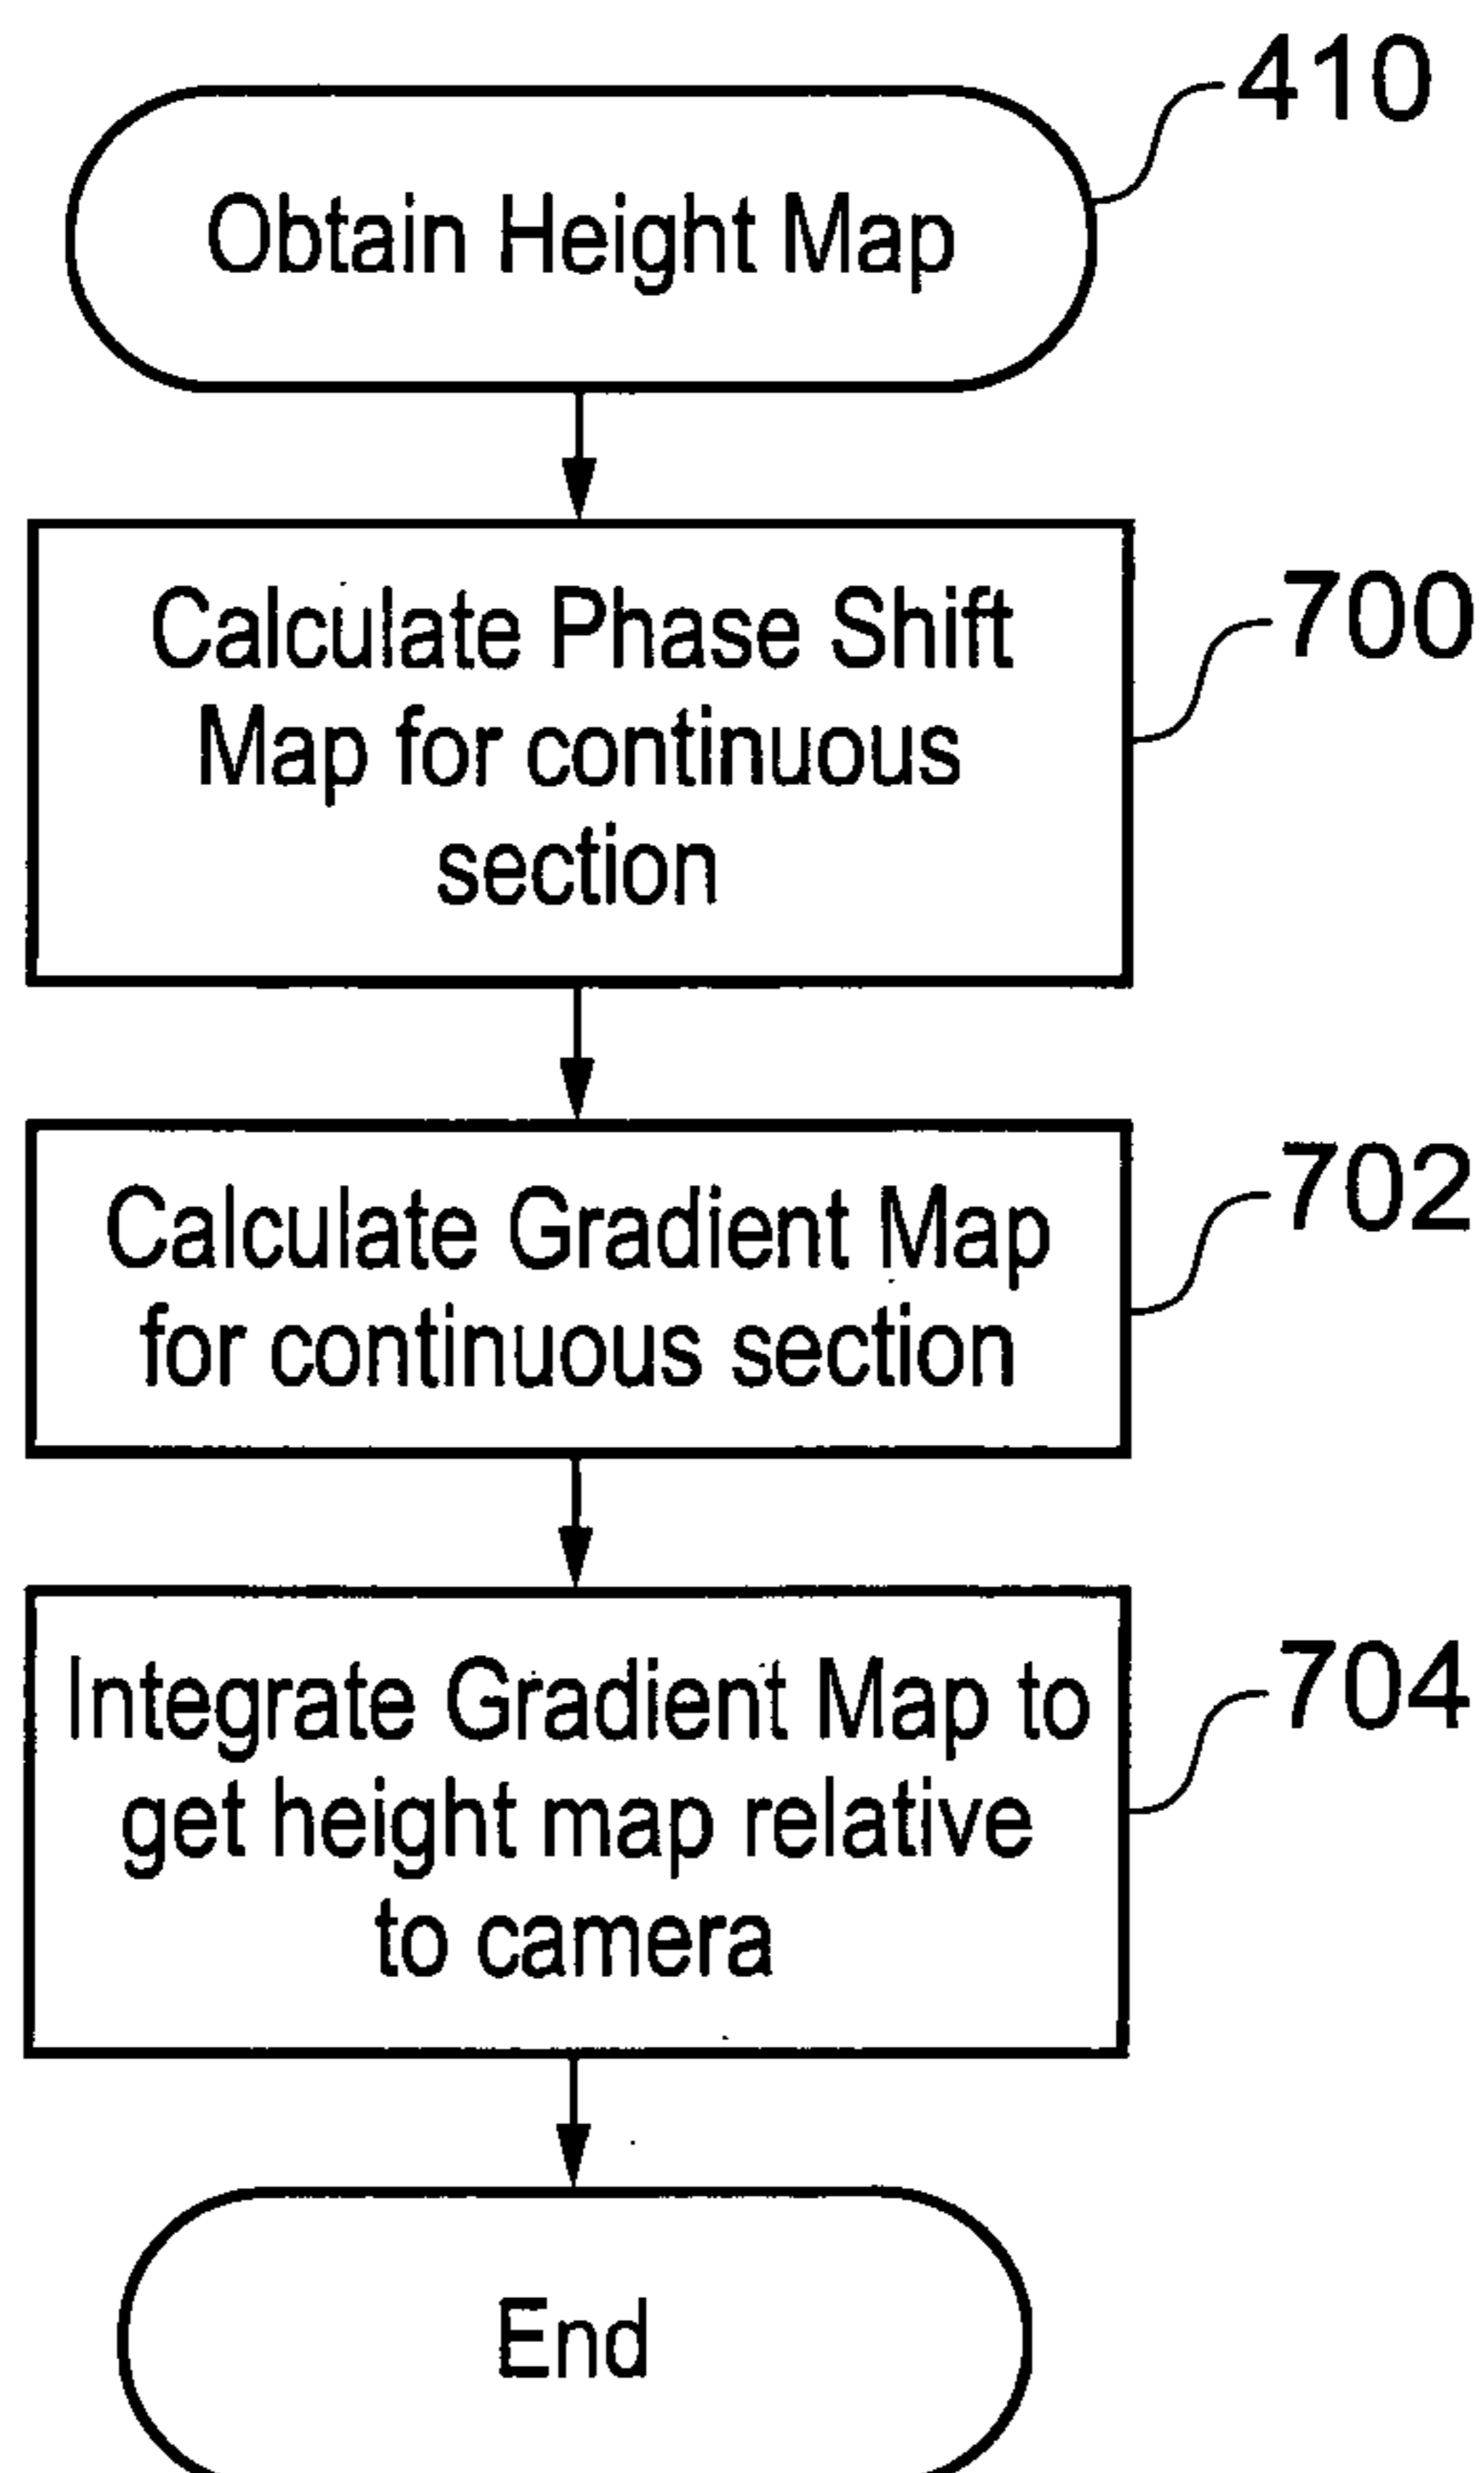 410
Obtain Height Map
Calculate Phase Shift
Map for continuous
section
700
Calculate Gradient Map
for continuous section
702
Integrate Gradient Map to
get height map relative
to camera
704
End